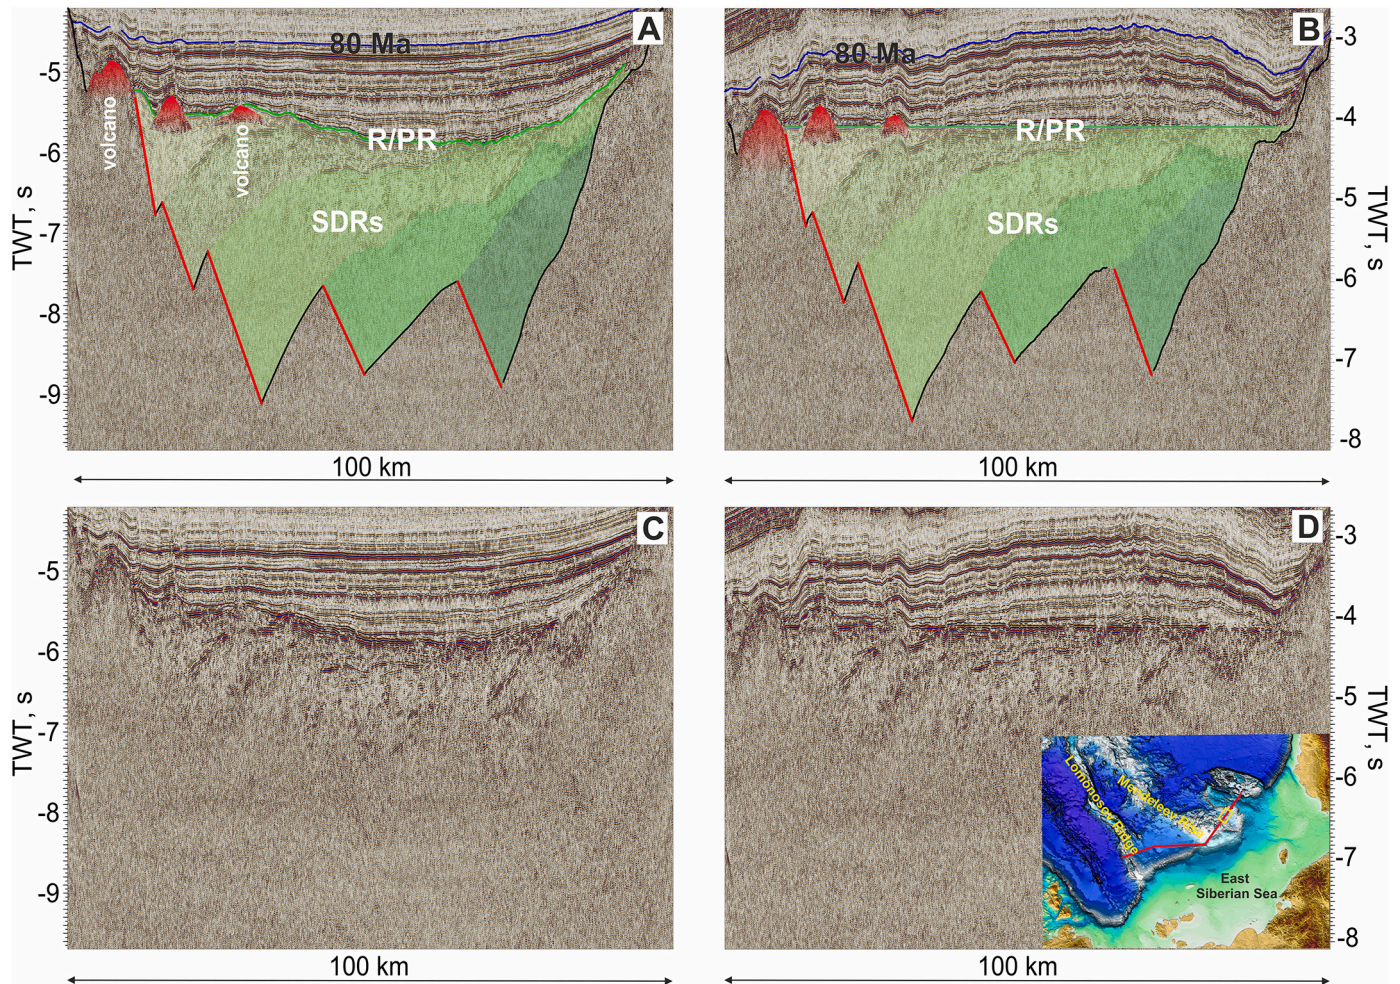 A
80 Ma
volcano
volcano
R/PR
SDRs
TWT, s
-5
-6
-7
-8
-9
100 km
B
80 Ma
R/PR
SDRs
-3
-4
-5
-6
-7
-8
TWT, s
100 km
C
TWT, s
-5
-6
-7
-8
-9
100 km
D
-3
-4
-5
-6
-7
-8
TWT, s
Lomonosov Ridge
Mendeleev Rise
East
Siberian Sea
100 km